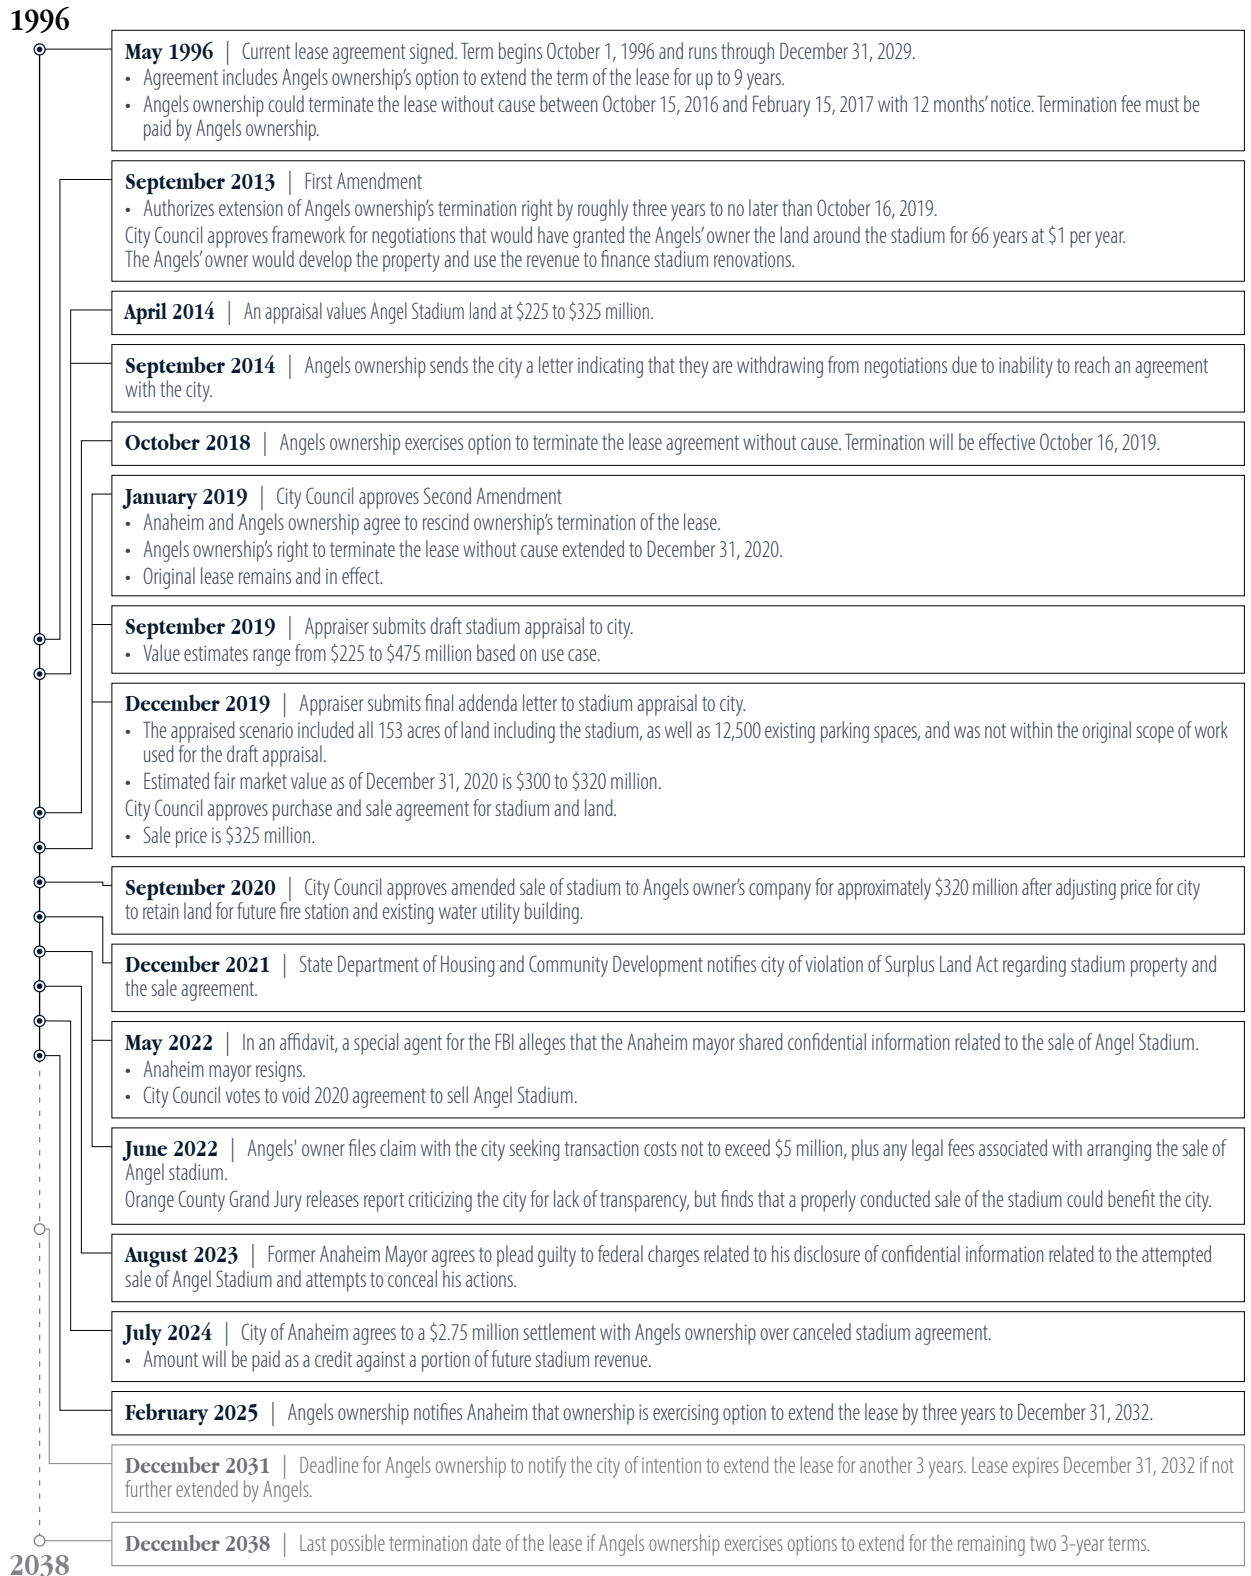 1996
May 1996 | Current lease agreement signed. Term begins October 1, 1996 and runs through December 31, 2029.
• Agreement includes Angels ownership’s option to extend the term of the lease for up to 9 years.
• Angels ownership could terminate the lease without cause between October 15, 2016 and February 15, 2017 with 12 months’ notice. Termination fee must be
paid by Angels ownership.
September 2013 | First Amendment
• Authorizes extension of Angels ownership’s termination right by roughly three years to no later than October 16, 2019.
City Council approves framework for negotiations that would have granted the Angels’ owner the land around the stadium for 66 years at $1 per year.
The Angels’ owner would develop the property and use the revenue to finance stadium renovations.
April 2014 | An appraisal values Angel Stadium land at $225 to $325 million.
September 2014 | Angels ownership sends the city a letter indicating that they are withdrawing from negotiations due to inability to reach an agreement
with the city.
October 2018 | Angels ownership exercises option to terminate the lease agreement without cause. Termination will be effective October 16, 2019.
January 2019 | City Council approves Second Amendment
• Anaheim and Angels ownership agree to rescind ownership’s termination of the lease.
• Angels ownership’s right to terminate the lease without cause extended to December 31, 2020.
• Original lease remains and in effect.
September 2019 | Appraiser submits draft stadium appraisal to city.
• Value estimates range from $225 to $475 million based on use case.
December 2019 | Appraiser submits final addenda letter to stadium appraisal to city.
• The appraised scenario included all 153 acres of land including the stadium, as well as 12,500 existing parking spaces, and was not within the original scope of work
used for the draft appraisal.
• Estimated fair market value as of December 31, 2020 is $300 to $320 million.
City Council approves purchase and sale agreement for stadium and land.
• Sale price is $325 million.
September 2020 | City Council approves amended sale of stadium to Angels owner’s company for approximately $320 million after adjusting price for city
to retain land for future fire station and existing water utility building.
December 2021 | State Department of Housing and Community Development notifies city of violation of Surplus Land Act regarding stadium property and
the sale agreement.
May 2022 | In an affidavit, a special agent for the FBI alleges that the Anaheim mayor shared confidential information related to the sale of Angel Stadium.
• Anaheim mayor resigns.
• City Council votes to void 2020 agreement to sell Angel Stadium.
June 2022 | Angels' owner files claim with the city seeking transaction costs not to exceed $5 million, plus any legal fees associated with arranging the sale of
Angel stadium.
Orange County Grand Jury releases report criticizing the city for lack of transparency, but finds that a properly conducted sale of the stadium could benefit the city.
August 2023 | Former Anaheim Mayor agrees to plead guilty to federal charges related to his disclosure of confidential information related to the attempted
sale of Angel Stadium and attempts to conceal his actions.
July 2024 | City of Anaheim agrees to a $2.75 million settlement with Angels ownership over canceled stadium agreement.
• Amount will be paid as a credit against a portion of future stadium revenue.
February 2025 | Angels ownership notifies Anaheim that ownership is exercising option to extend the lease by three years to December 31, 2032.
December 2031 | Deadline for Angels ownership to notify the city of intention to extend the lease for another 3 years. Lease expires December 31, 2032 if not
further extended by Angels.
December 2038 | Last possible termination date of the lease if Angels ownership exercises options to extend for the remaining two 3-year terms.
2038